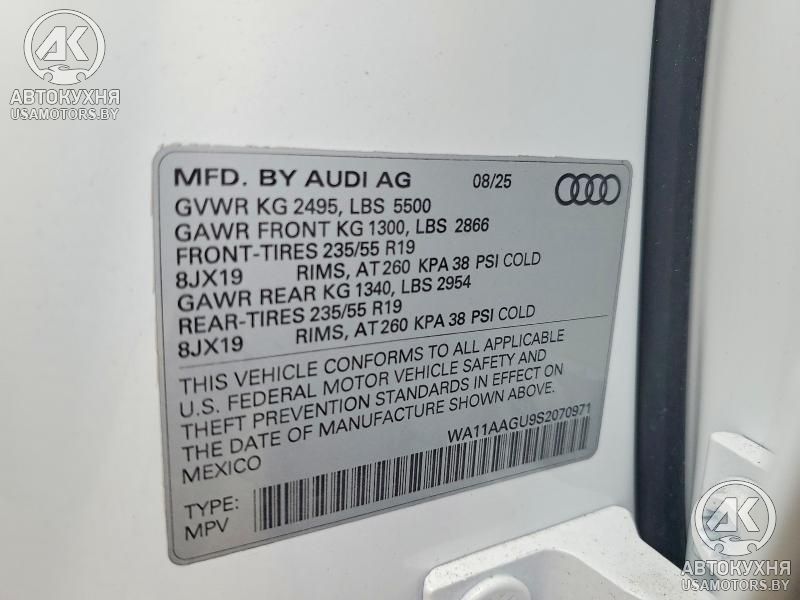 AK
АВТОКУХНЯ
USAMOTORS.BY
MFD. BY AUDI AG 08/25
GVWR KG 2495, LBS 5500
GAWR FRONT KG 1300, LBS 2866
FRONT-TIRES 235/55 R19
8JX19 RIMS, AT 260 KPA 38 PSI COLD
GAWR REAR KG 1340, LBS 2954
REAR-TIRES 235/55 R19
8JX19 RIMS, AT 260 KPA 38 PSI COLD
THIS VEHICLE CONFORMS TO ALL APPLICABLE
U.S. FEDERAL MOTOR VEHICLE SAFETY AND
THEFT PREVENTION STANDARDS IN EFFECT ON
THE DATE OF MANUFACTURE SHOWN ABOVE.
MEXICO WA11AAGU9S2070971
TYPE:
MPV
AK
АВТОКУХНЯ
USAMOTORS.BY